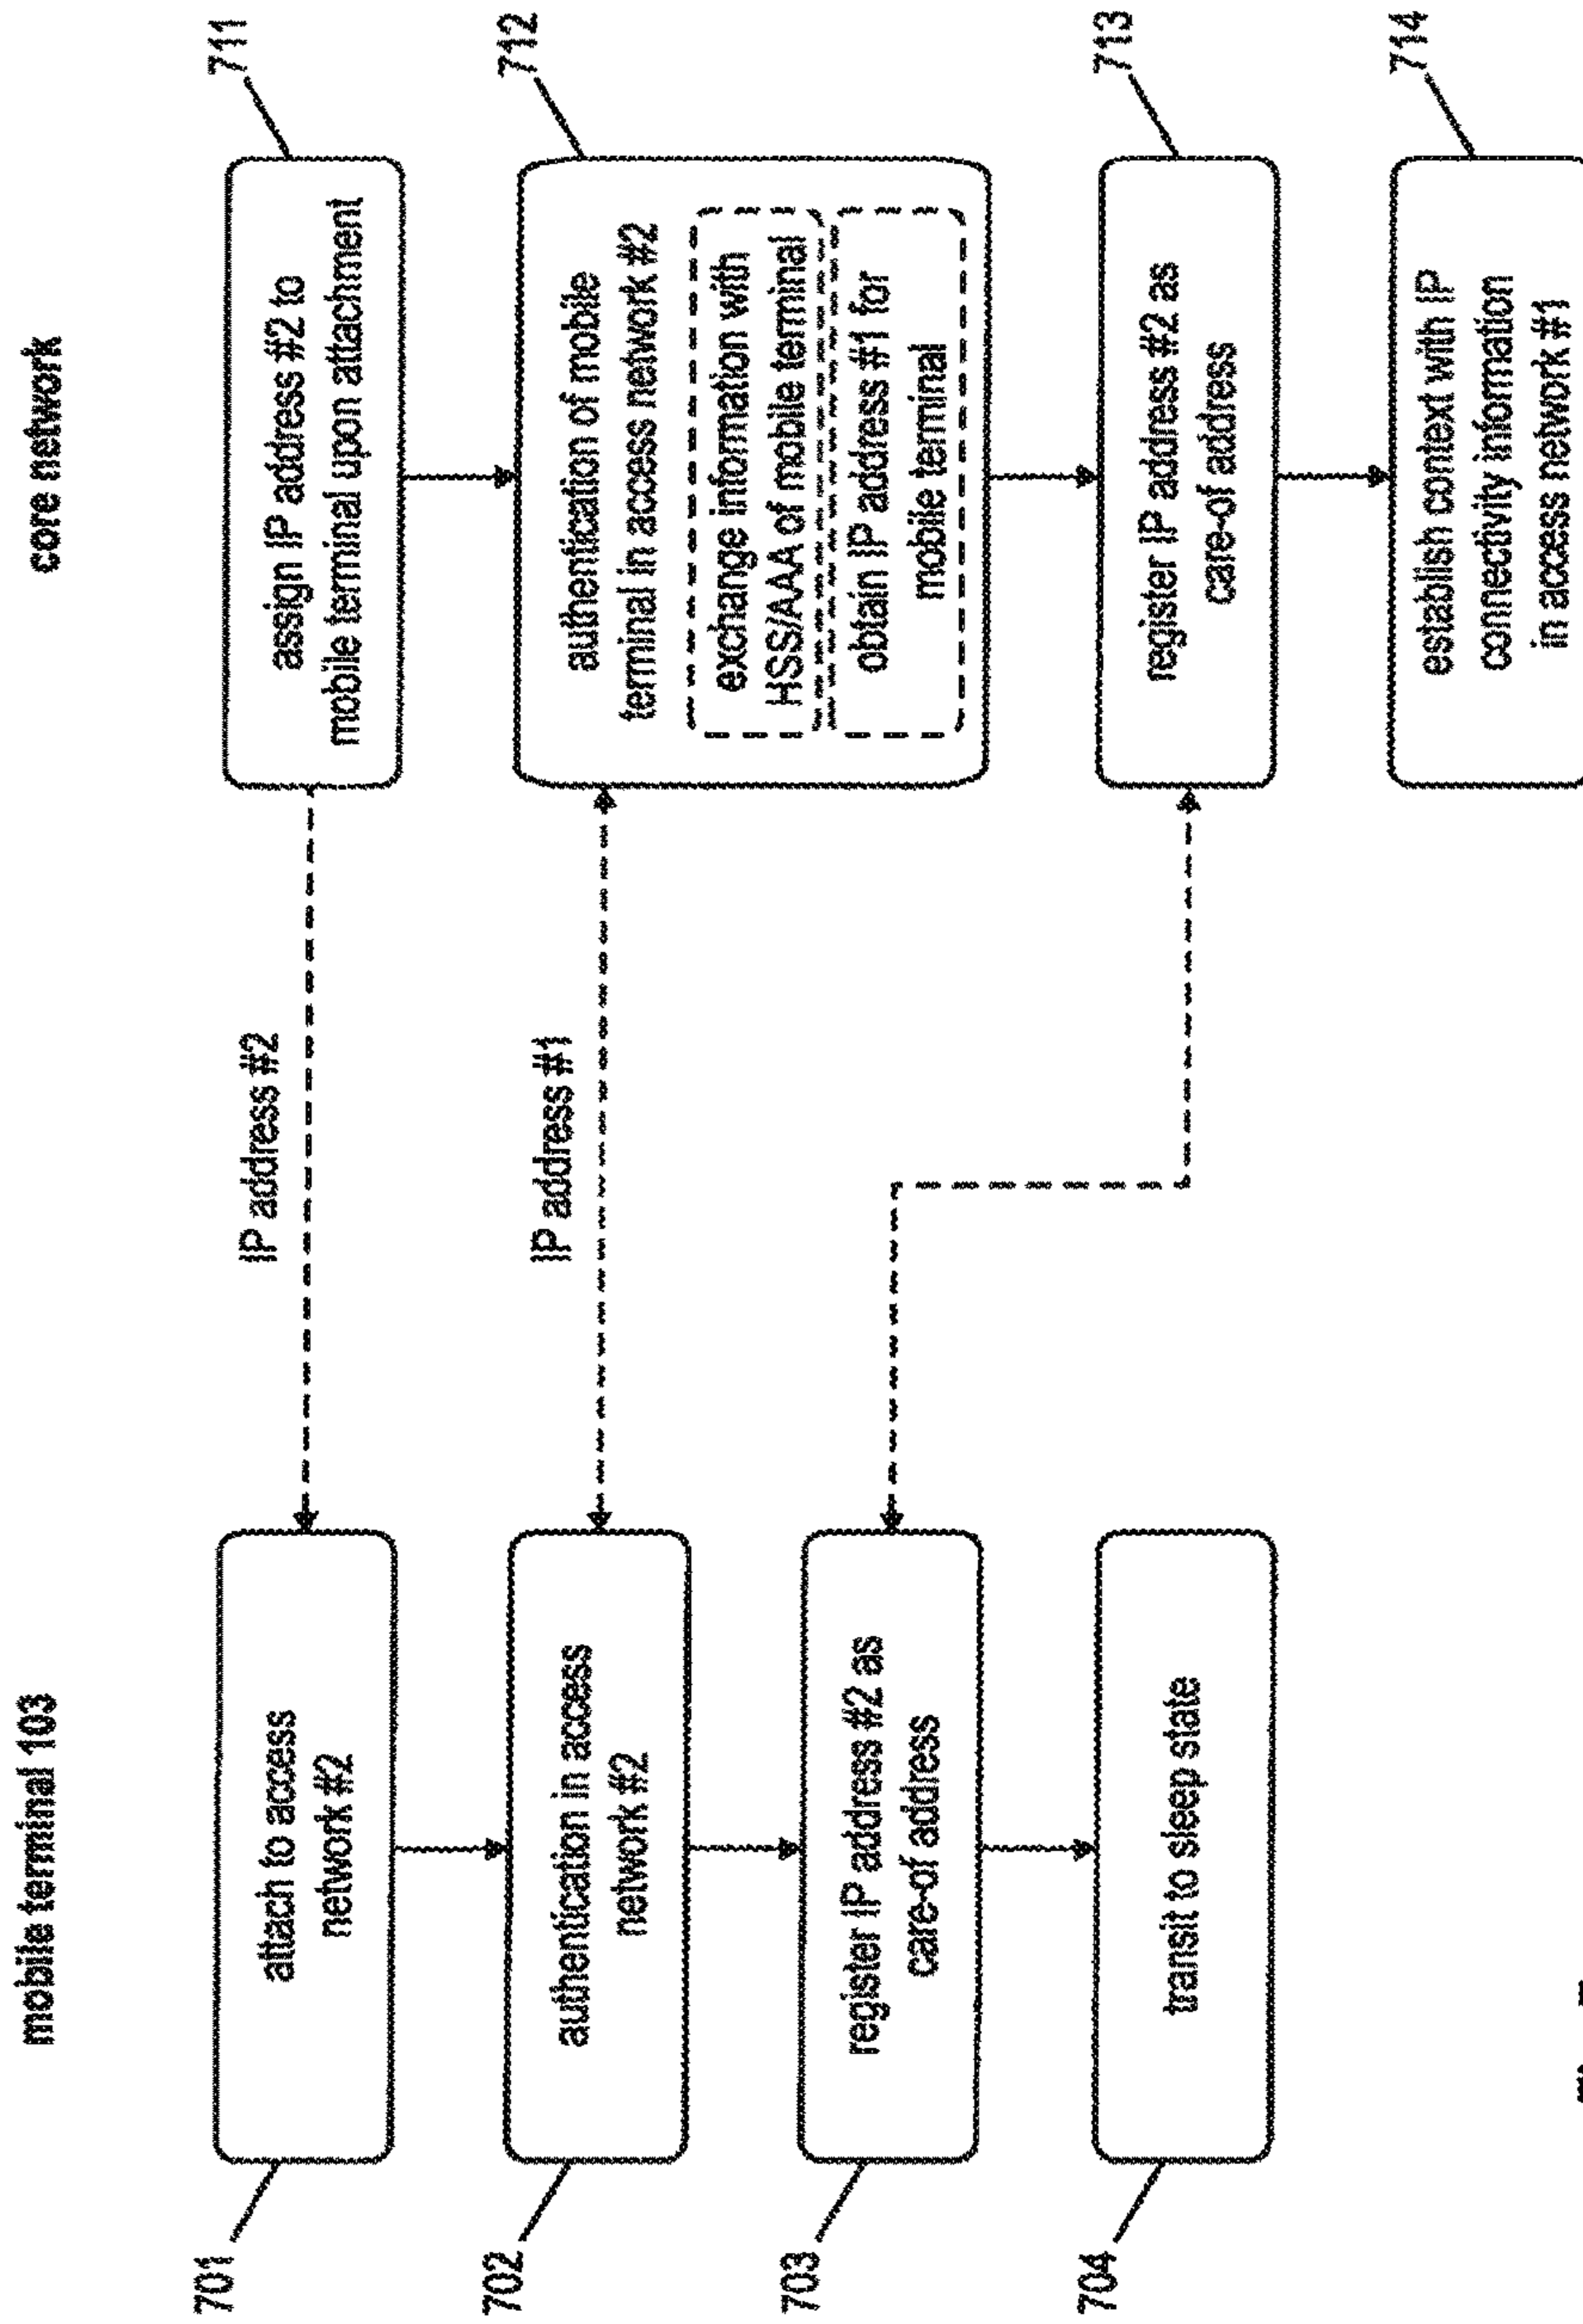 mobile terminal 103
core network
701
attach to access
network #2
IP address #2
assign IP address #2 to
mobile terminal upon attachment
711
702
authentication in access
network #2
IP address #1
authentication of mobile
terminal in access network #2
exchange information with
HSS/AAA of mobile terminal
obtain IP address #1 for
mobile terminal
712
703
register IP address #2 as
care-of address
register IP address #2 as
care-of address
713
704
transit to sleep state
establish context with IP
connectivity information
in access network #1
714